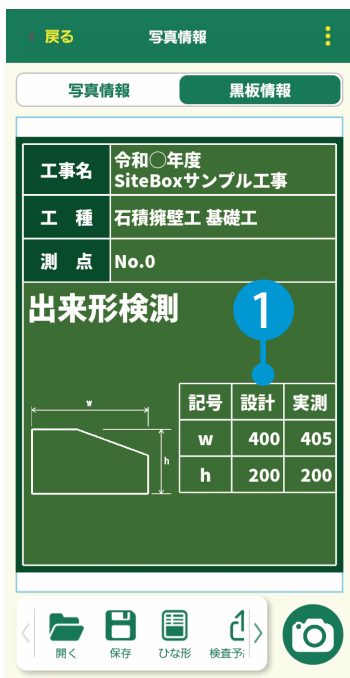 戻る
写真情報
写真情報
黒板情報
工事名
令和○年度
SiteBoxサンプル工事
工 種
石積擁壁工 基礎工
測 点
No.0
出来形検測
1
記号 設計 実測
w 400 405
h 200 200
w
h
開く
保存
ひな形
検査予